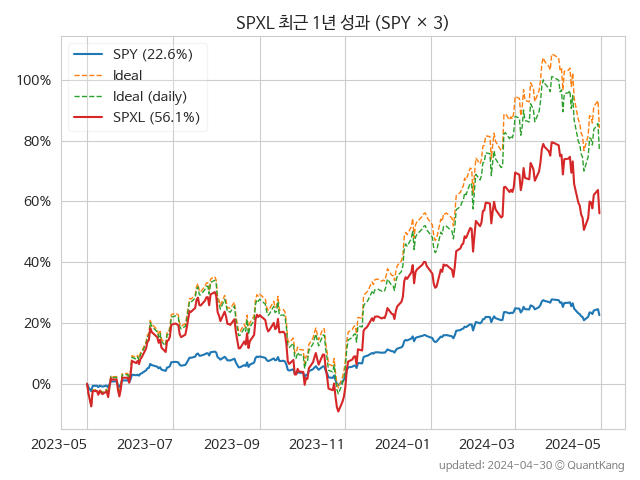 SPXL 최근 1년 성과 (SPY × 3)
SPY (22.6%)
Ideal
Ideal (daily)
SPXL (56.1%)
100%
80%
60%
40%
20%
0%
2023-05 2023-07 2023-09 2023-11 2024-01 2024-03 2024-05
updated: 2024-04-30 © QuantKang